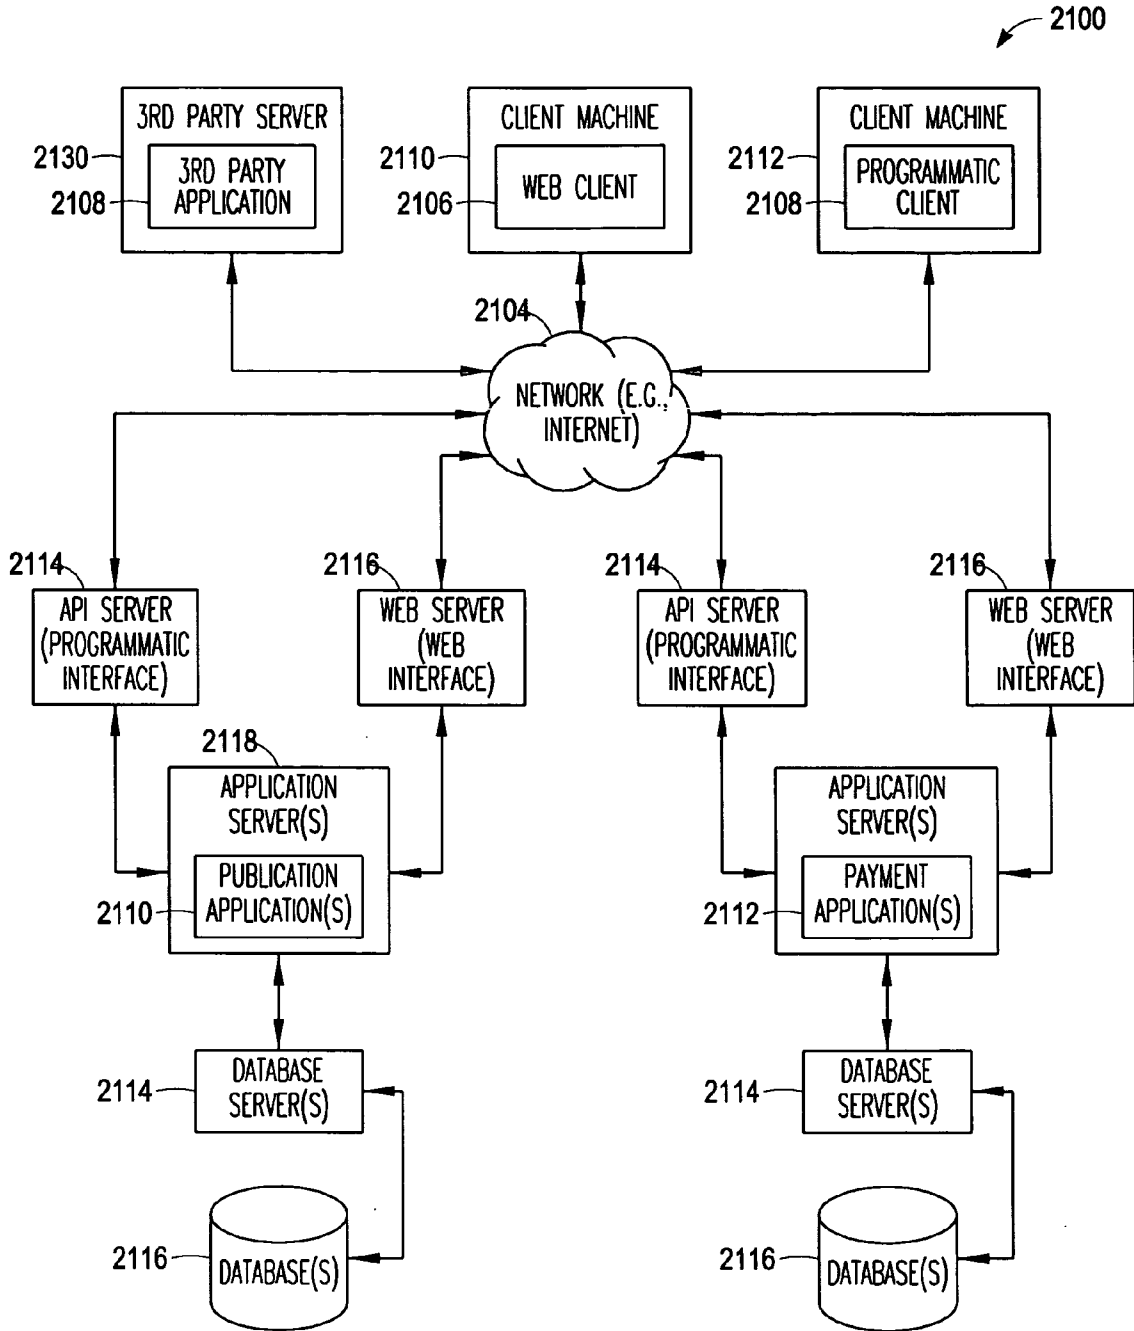 2100
3RD PARTY SERVER
2130
3RD PARTY
APPLICATION
2108
CLIENT MACHINE
2110
WEB CLIENT
2106
CLIENT MACHINE
2112
PROGRAMMATIC
CLIENT
2108
2104
NETWORK (E.G.,
INTERNET)
2114
API SERVER
(PROGRAMMATIC
INTERFACE)
2116
WEB SERVER
(WEB
INTERFACE)
2114
API SERVER
(PROGRAMMATIC
INTERFACE)
2116
WEB SERVER
(WEB
INTERFACE)
2118
APPLICATION
SERVER(S)
PUBLICATION
APPLICATION(S)
2110
APPLICATION
SERVER(S)
PAYMENT
APPLICATION(S)
2112
DATABASE
SERVER(S)
2114
DATABASE
SERVER(S)
2114
2116
DATABASE(S)
2116
DATABASE(S)